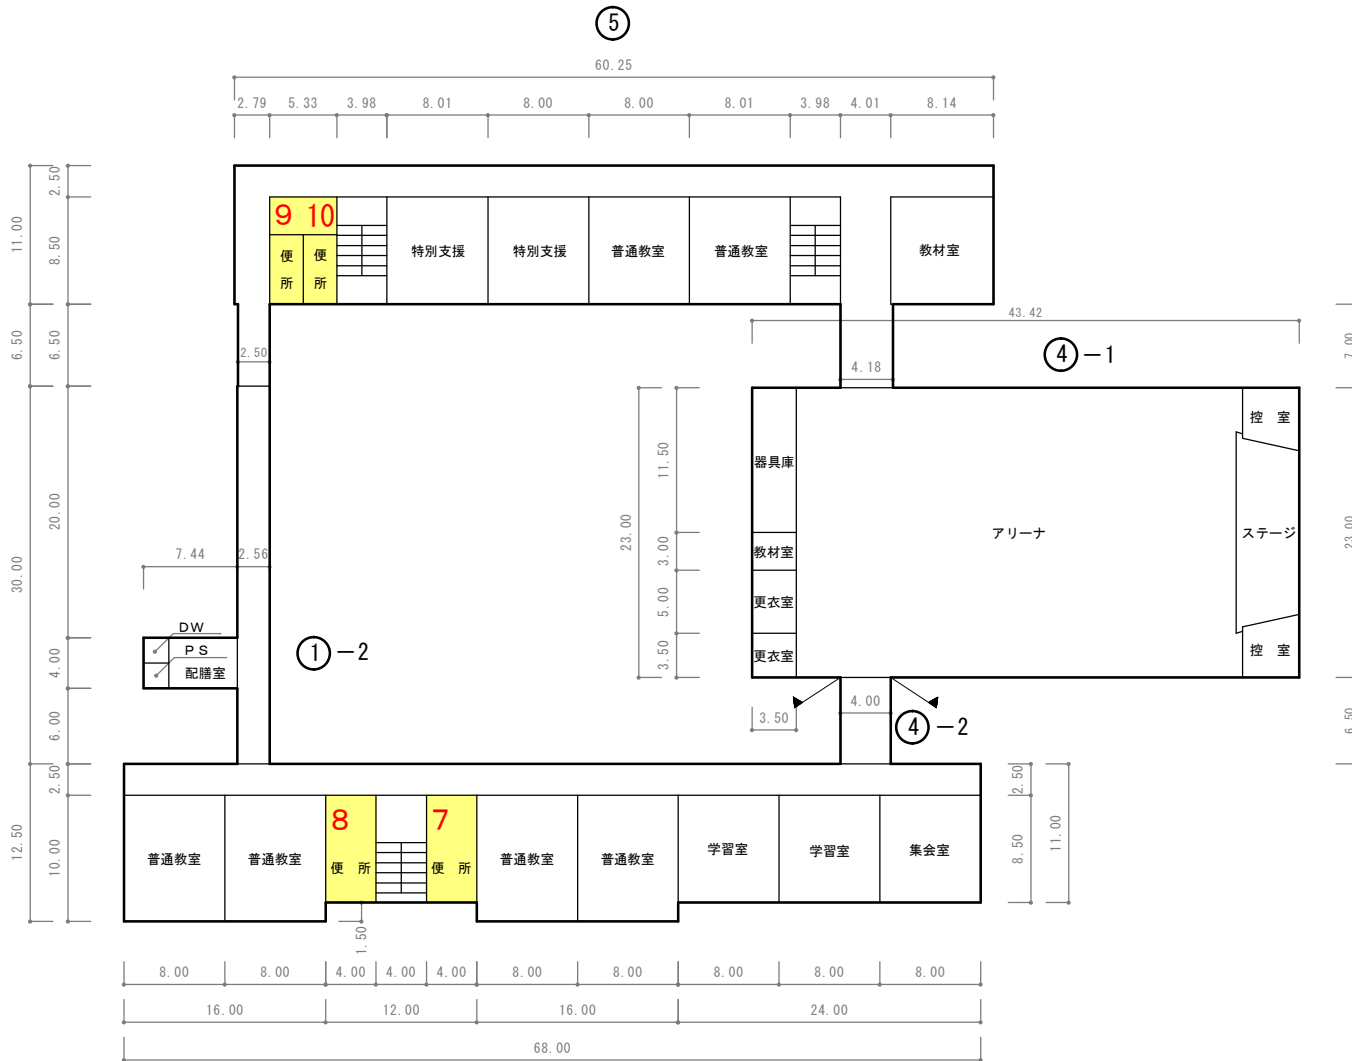 ⑤
60.25
2.79 5.33 3.98 8.01 8.00 8.00 8.01 3.98 4.01 8.14
11.00
2.50
8.50
9 10
便所
便所
特別支援
特別支援
普通教室
普通教室
教材室
6.50
6.50
2.50
43.42
4.18
④-1
7.00
30.00
20.00
23.00
11.50
3.00
5.00
3.50
器具庫
教材室
更衣室
更衣室
アリーナ
控 室
ステージ
控 室
23.00
7.44 2.56
DW
PS
配膳室
4.00
①-2
6.00
3.50
4.00
④-2
6.50
12.50
2.50
10.00
普通教室
普通教室
8
便 所
7
便 所
普通教室
普通教室
学習室
学習室
集会室
2.50
8.50
11.00
1.50
8.00 8.00 4.00 4.00 4.00 8.00 8.00 8.00 8.00 8.00
16.00 12.00 16.00 24.00
68.00